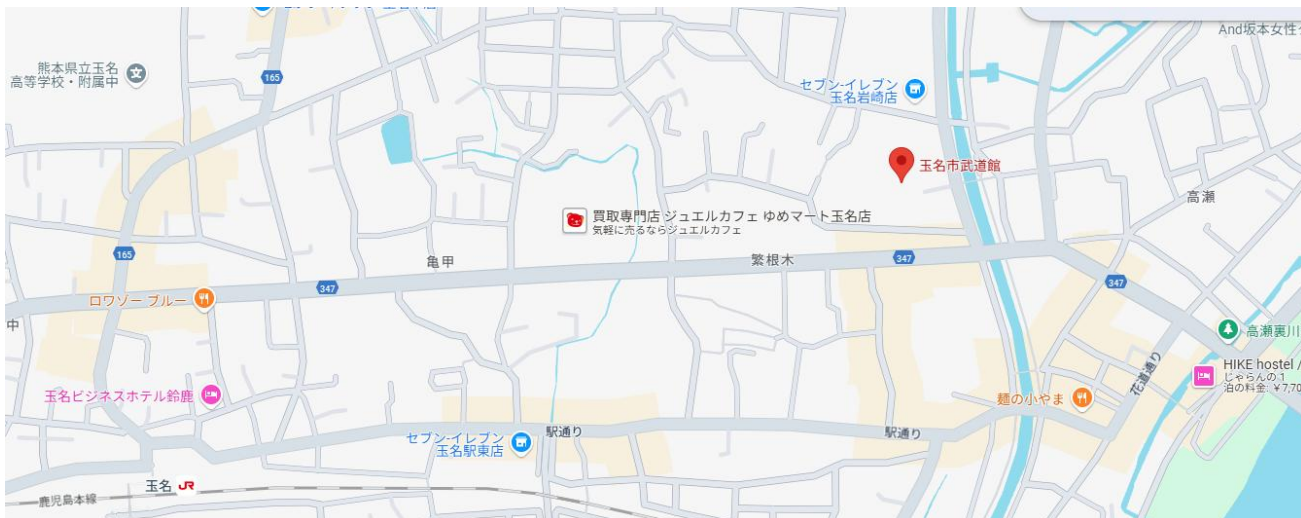 And坂本女性
熊本県立玉名
高等学校・附属中
165
セブン-イレブン
玉名岩崎店
玉名市武道館
高瀬
買取専門店 ジュエルカフェ ゆめマート玉名店
気軽に売るならジュエルカフェ
165
亀甲
繁根木
347
347
347
ロワゾー ブルー
中
高瀬裏川
花道通り
HIKE hostel /
じゃらんの 1
泊の料金: ¥7,70
玉名ビジネスホテル鈴鹿
麺の小やま
セブン-イレブン
玉名駅東店
駅通り
駅通り
玉名 JR
鹿児島本線